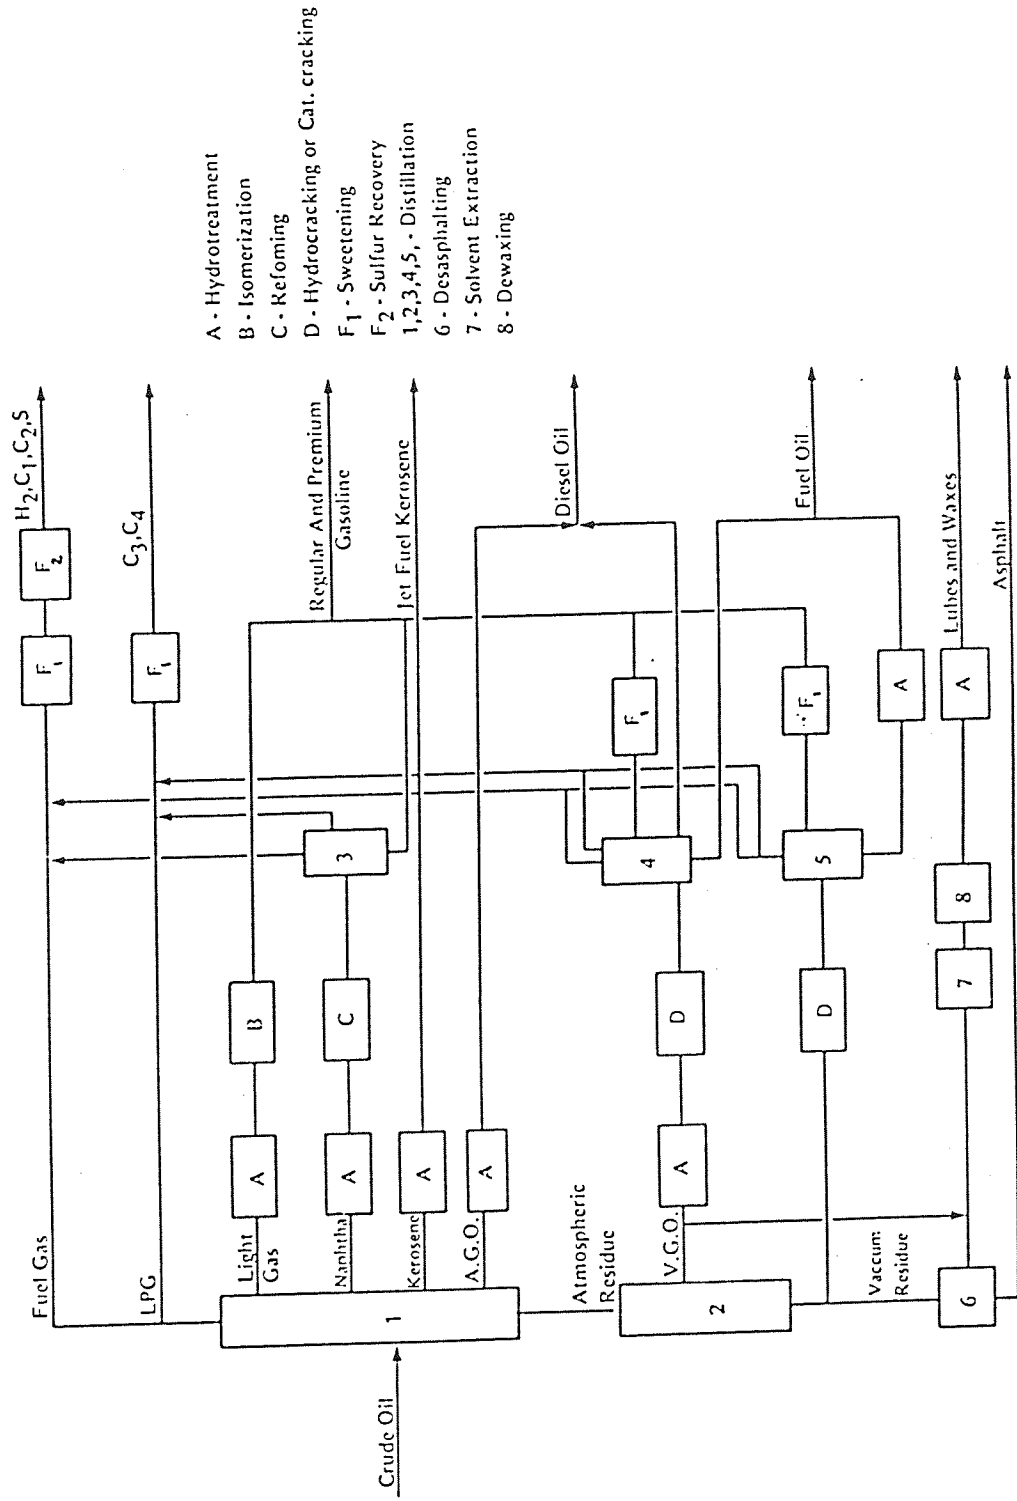 Crude Oil
1
Fuel Gas
LPG
Light
Gas
Naphtha
Kerosene
A.G.O.
Atmospheric
Residue
2
V.G.O.
Vaccum
Residue
6
A
A
A
A
A
B
C
D
D
7
8
3
4
5
F1
F2
F1
F1
F1
A
A
H2,C1,C2,S
C3,C4
Regular And Premium
Gasoline
Jet Fuel Kerosene
Diesel Oil
Fuel Oil
Lubes and Waxes
Asphalt
A - Hydrotreatment
B - Isomerization
C - Refoming
D - Hydrocracking or Cat. cracking
F1 - Sweetening
F2 - Sulfur Recovery
1,2,3,4,5, - Distillation
6 - Desasphalting
7 - Solvent Extraction
8 - Dewaxing